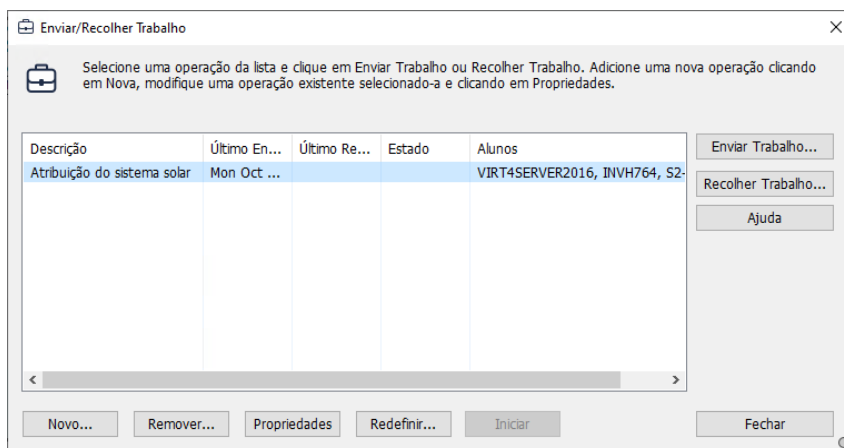 Enviar/Recolher Trabalho
Selecione uma operação da lista e clique em Enviar Trabalho ou Recolher Trabalho. Adicione uma nova operação clicando
em Nova, modifique uma operação existente selecionado-a e clicando em Propriedades.
Descrição Último En... Último Re... Estado Alunos
Atribuição do sistema solar Mon Oct ... VIRT4SERVER2016, INVH764, S2-
Enviar Trabalho...
Recolher Trabalho...
Ajuda
Novo... Remover... Propriedades Redefinir... Iniciar Fechar